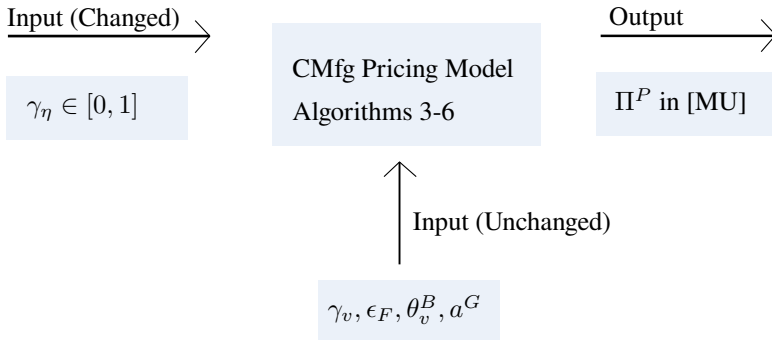 Input (Changed)
Output
CMfg Pricing Model
Algorithms 3-6
γ_η ∈ [0, 1]
Π^P in [MU]
Input (Unchanged)
γ_v, ϵ_F, θ_v^B, a^G